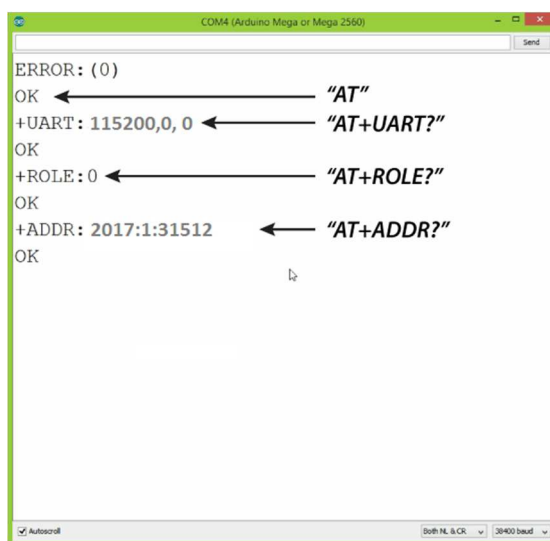 COM4 (Arduino Mega or Mega 2560)
Send
ERROR:(0)
OK “AT”
+UART: 115200,0, 0 “AT+UART?”
OK
+ROLE:0 “AT+ROLE?”
OK
+ADDR: 2017:1:31512 “AT+ADDR?”
OK
Autoscroll Both NL & CR 38400 baud